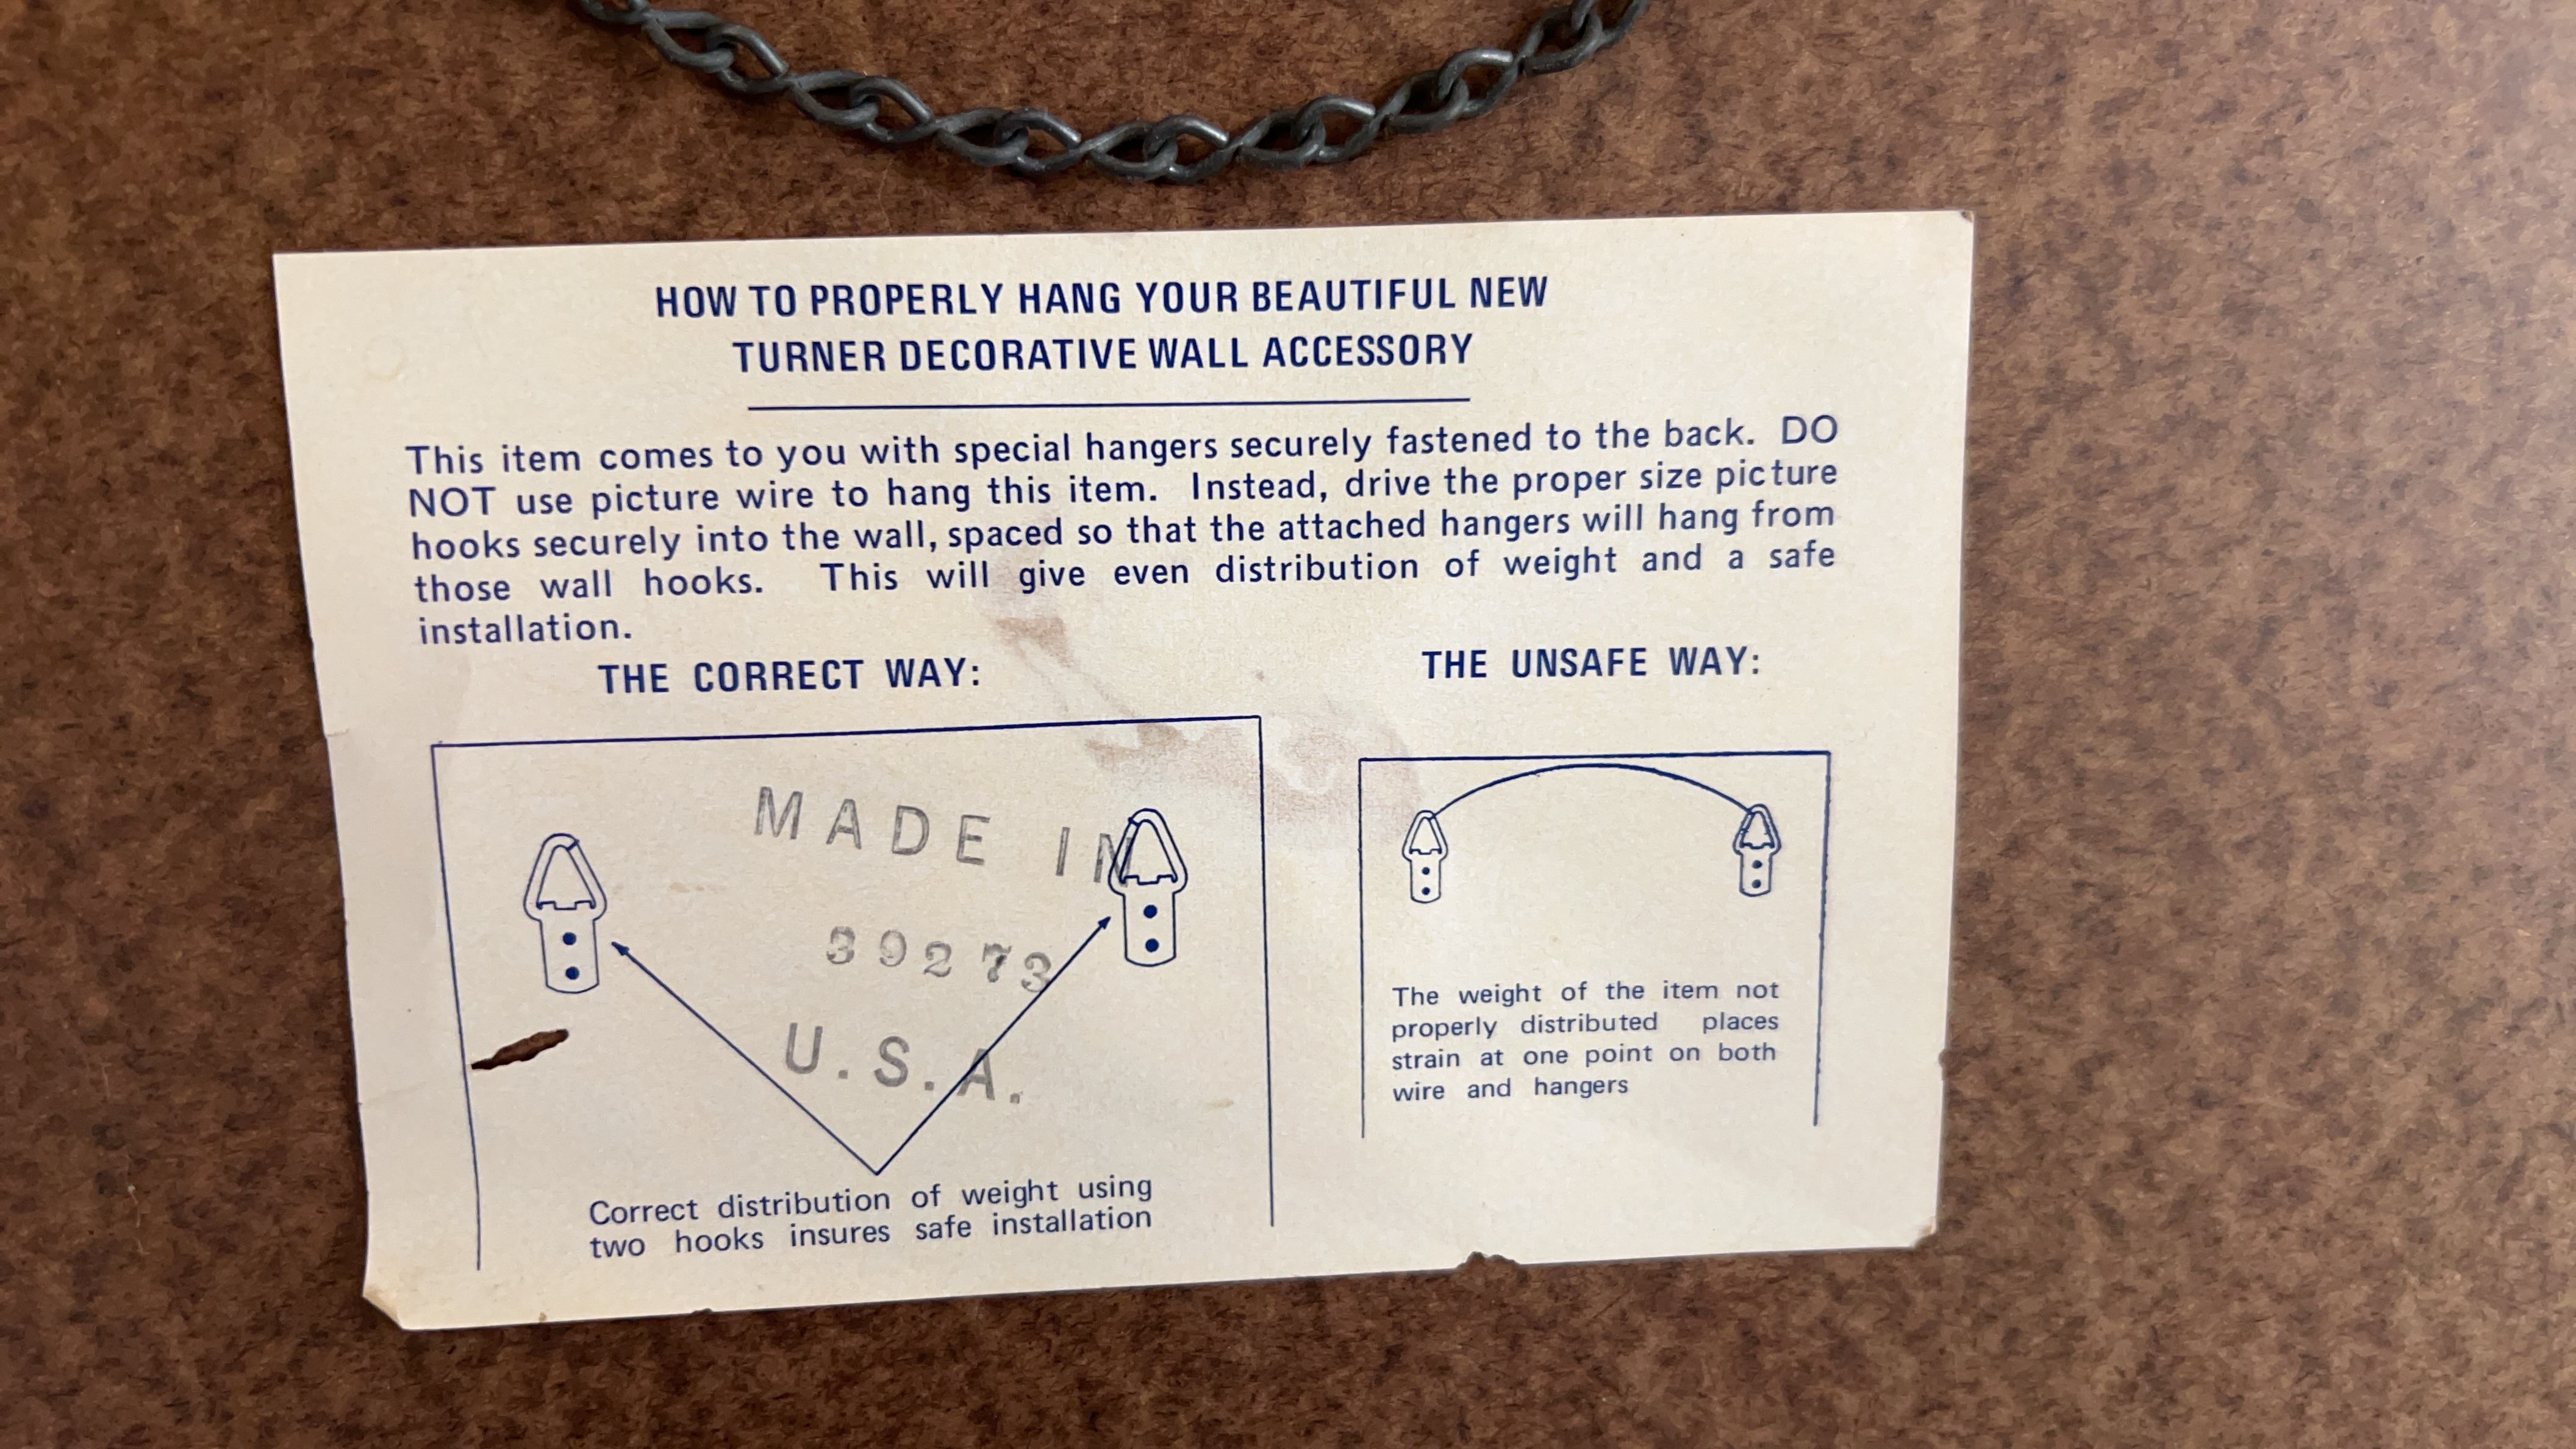 HOW TO PROPERLY HANG YOUR BEAUTIFUL NEW
TURNER DECORATIVE WALL ACCESSORY
This item comes to you with special hangers securely fastened to the back. DO
NOT use picture wire to hang this item. Instead, drive the proper size picture
hooks securely into the wall, spaced so that the attached hangers will hang from
those wall hooks. This will give even distribution of weight and a safe
installation.
THE CORRECT WAY:
MADE IN
39273
U.S.A.
Correct distribution of weight using
two hooks insures safe installation
THE UNSAFE WAY:
The weight of the item not
properly distributed places
strain at one point on both
wire and hangers